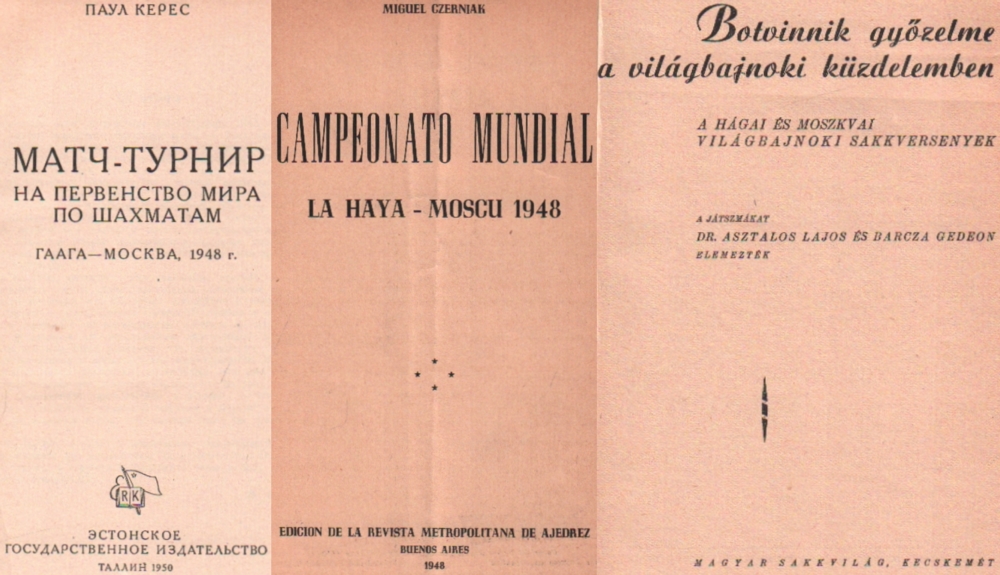 ПАУЛ КЕРЕС
МАТЧ-ТУРНИР
НА ПЕРВЕНСТВО МИРА
ПО ШАХМАТАМ
ГААГА—МОСКВА, 1948 г.
RK
ЭСТОНСКОЕ
ГОСУДАРСТВЕННОЕ ИЗДАТЕЛЬСТВО
ТАЛЛИН 1950
MIGUEL CZERNIAK
CAMPEONATO MUNDIAL
LA HAYA - MOSCU 1948
EDICION DE LA REVISTA METROPOLITANA DE AJEDREZ
BUENOS AIRES
1948
Botvinnik győzelme
a világbajnoki küzdelemben
A HÁGAI ÉS MOSZKVAI
VILÁGBAJNOKI SAKKVERSENYEK
A JÁTSZMÁKAT
DR. ASZTALOS LAJOS ÉS BARCZA GEDEON
ELEMEZTÉK
MAGYAR SAKKVILÁG, KECSKEMÉT